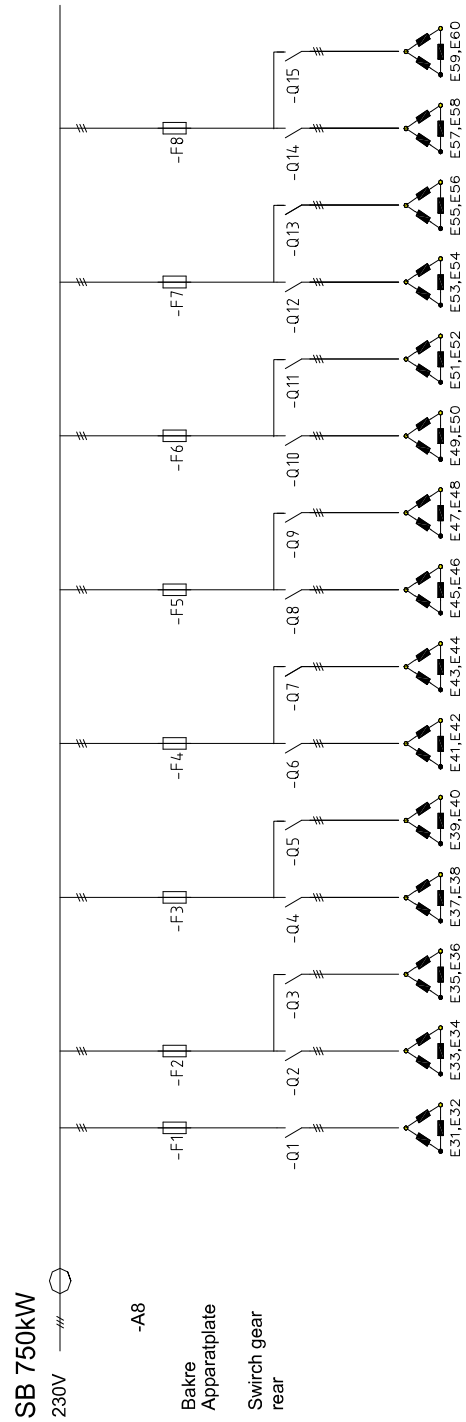 SB 750kW
230V
-A8
Bakre
Apparatplate
Swirch gear
rear
-F1
-F2
-F3
-F4
-F5
-F6
-F7
-F8
-Q1
-Q2
-Q3
-Q4
-Q5
-Q6
-Q7
-Q8
-Q9
-Q10
-Q11
-Q12
-Q13
-Q14
-Q15
E31,E32
E33,E34
E35,E36
E37,E38
E39,E40
E41,E42
E43,E44
E45,E46
E47,E48
E49,E50
E51,E52
E53,E54
E55,E56
E57,E58
E59,E60